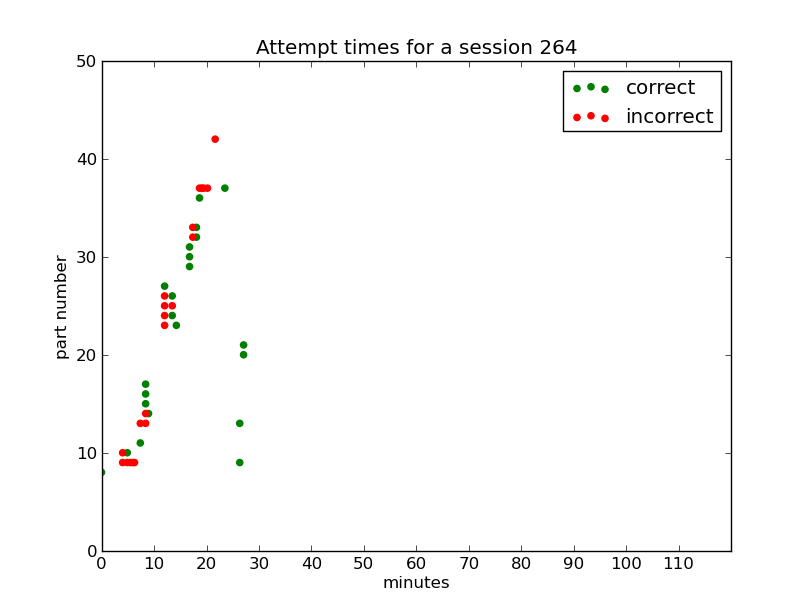 Attempt times for a session 264
correct
incorrect
50
40
30
20
10
0
part number
0 10 20 30 40 50 60 70 80 90 100 110
minutes